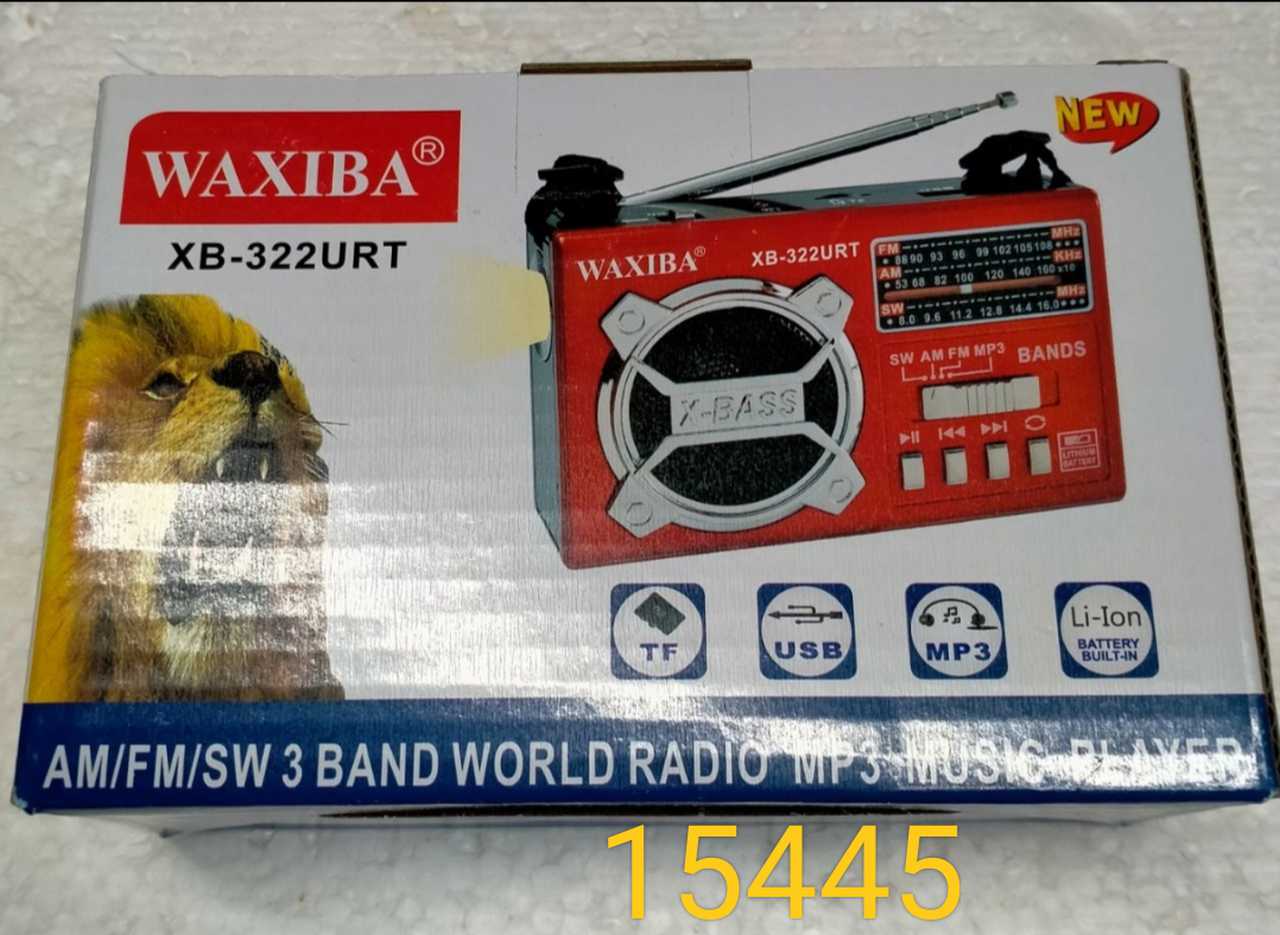 WAXIBA®
XB-322URT
NEW
WAXIBA®
XB-322URT
FM MHz
88 90 93 96 99 102 105 108
AM KHz
53 68 82 100 120 140 160 x10
SW MHz
8.0 9.6 11.2 12.8 14.4 16.0
SW AM FM MP3 BANDS
X-BASS
LITHIUM
BATTERY
TF
USB
MP3
Li-Ion
BATTERY
BUILT-IN
AM/FM/SW 3 BAND WORLD RADIO MP3 MUSIC PLAYER
15445